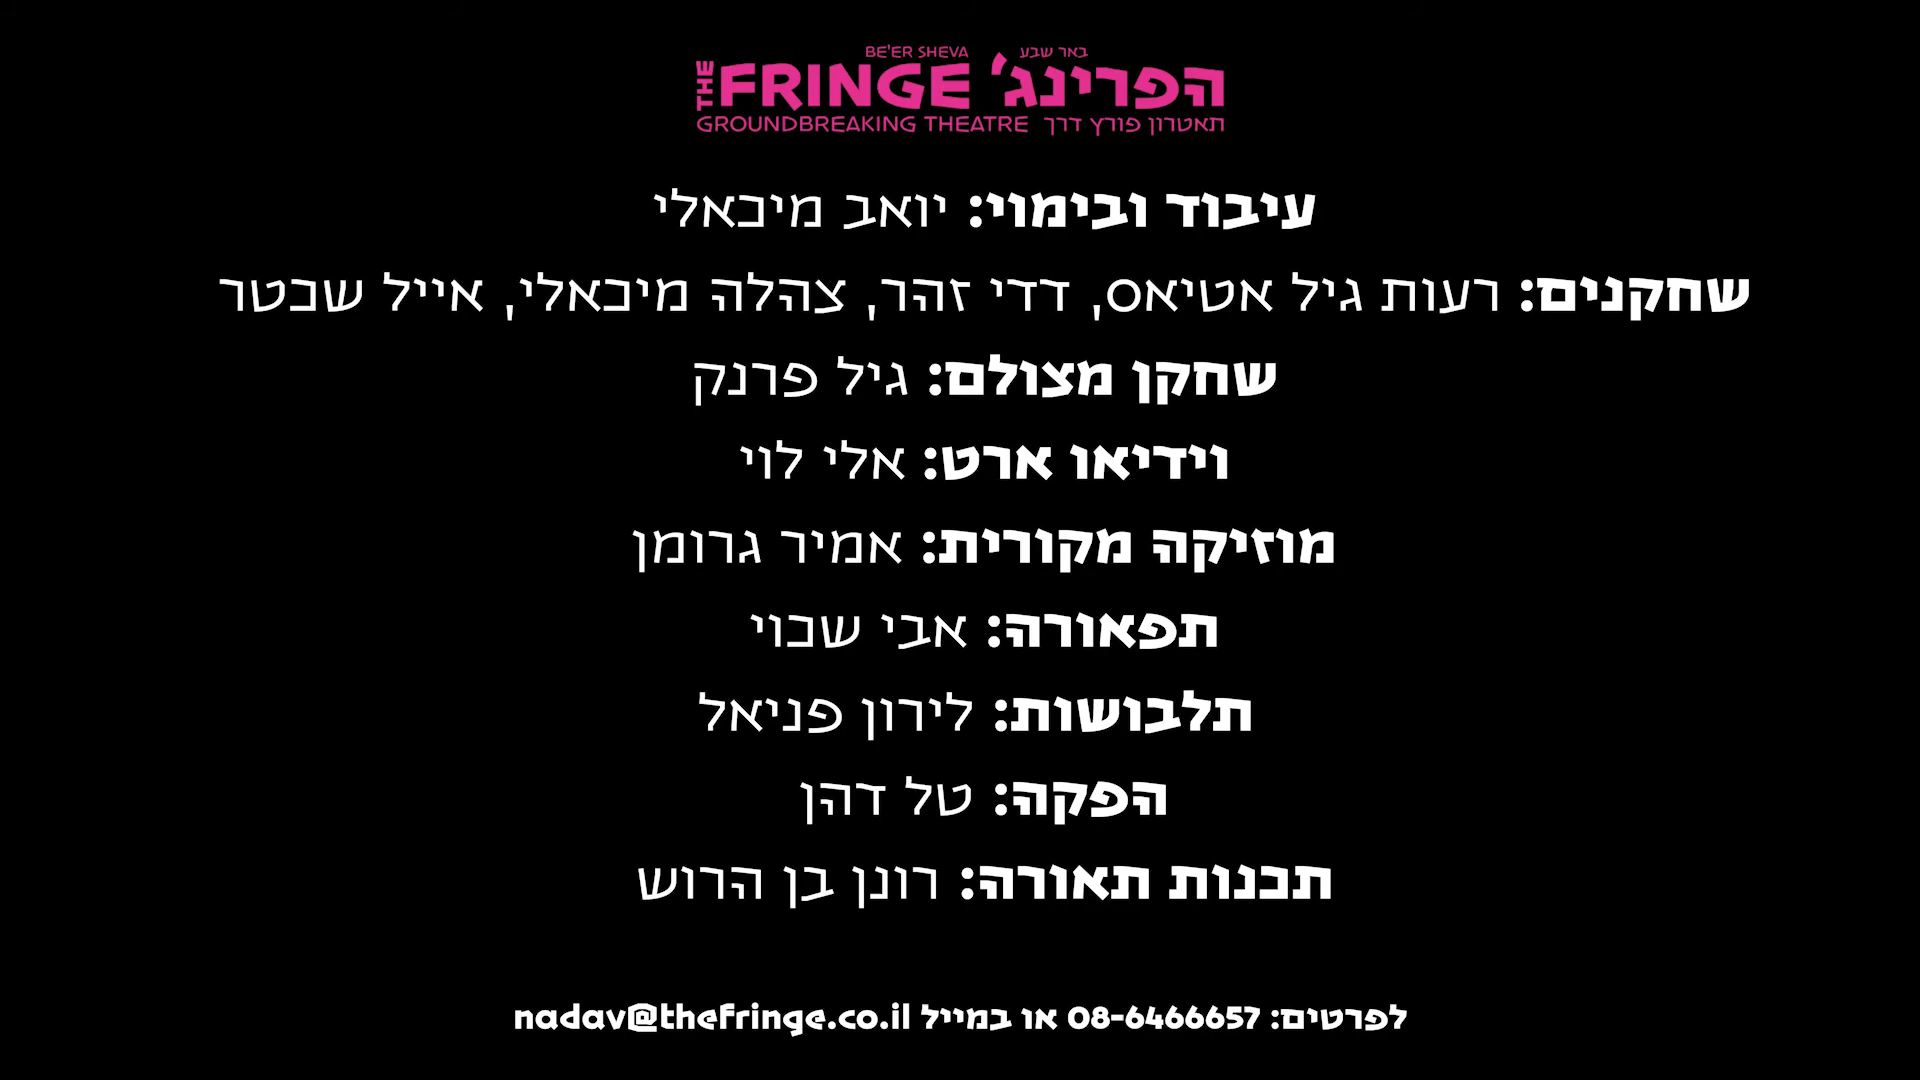 BE'ER SHEVA באר שבע
THE FRINGE הפרינג'
GROUNDBREAKING THEATRE תאטרון פורץ דרך
עיבוד ובימוי: יואב מיכאלי
שחקנים: רעות גיל אטיאס, דדי זהר, צהלה מיכאלי, אייל שכטר
שחקן מצולם: גיל פרנק
וידיאו ארט: אלי לוי
מוזיקה מקורית: אמיר גרומן
תפאורה: אבי שכוי
תלבושות: לירון פניאל
הפקה: טל דהן
תכנות תאורה: רונן בן הרוש
לפרטים: 08-6466657 או במייל nadav@thefringe.co.il